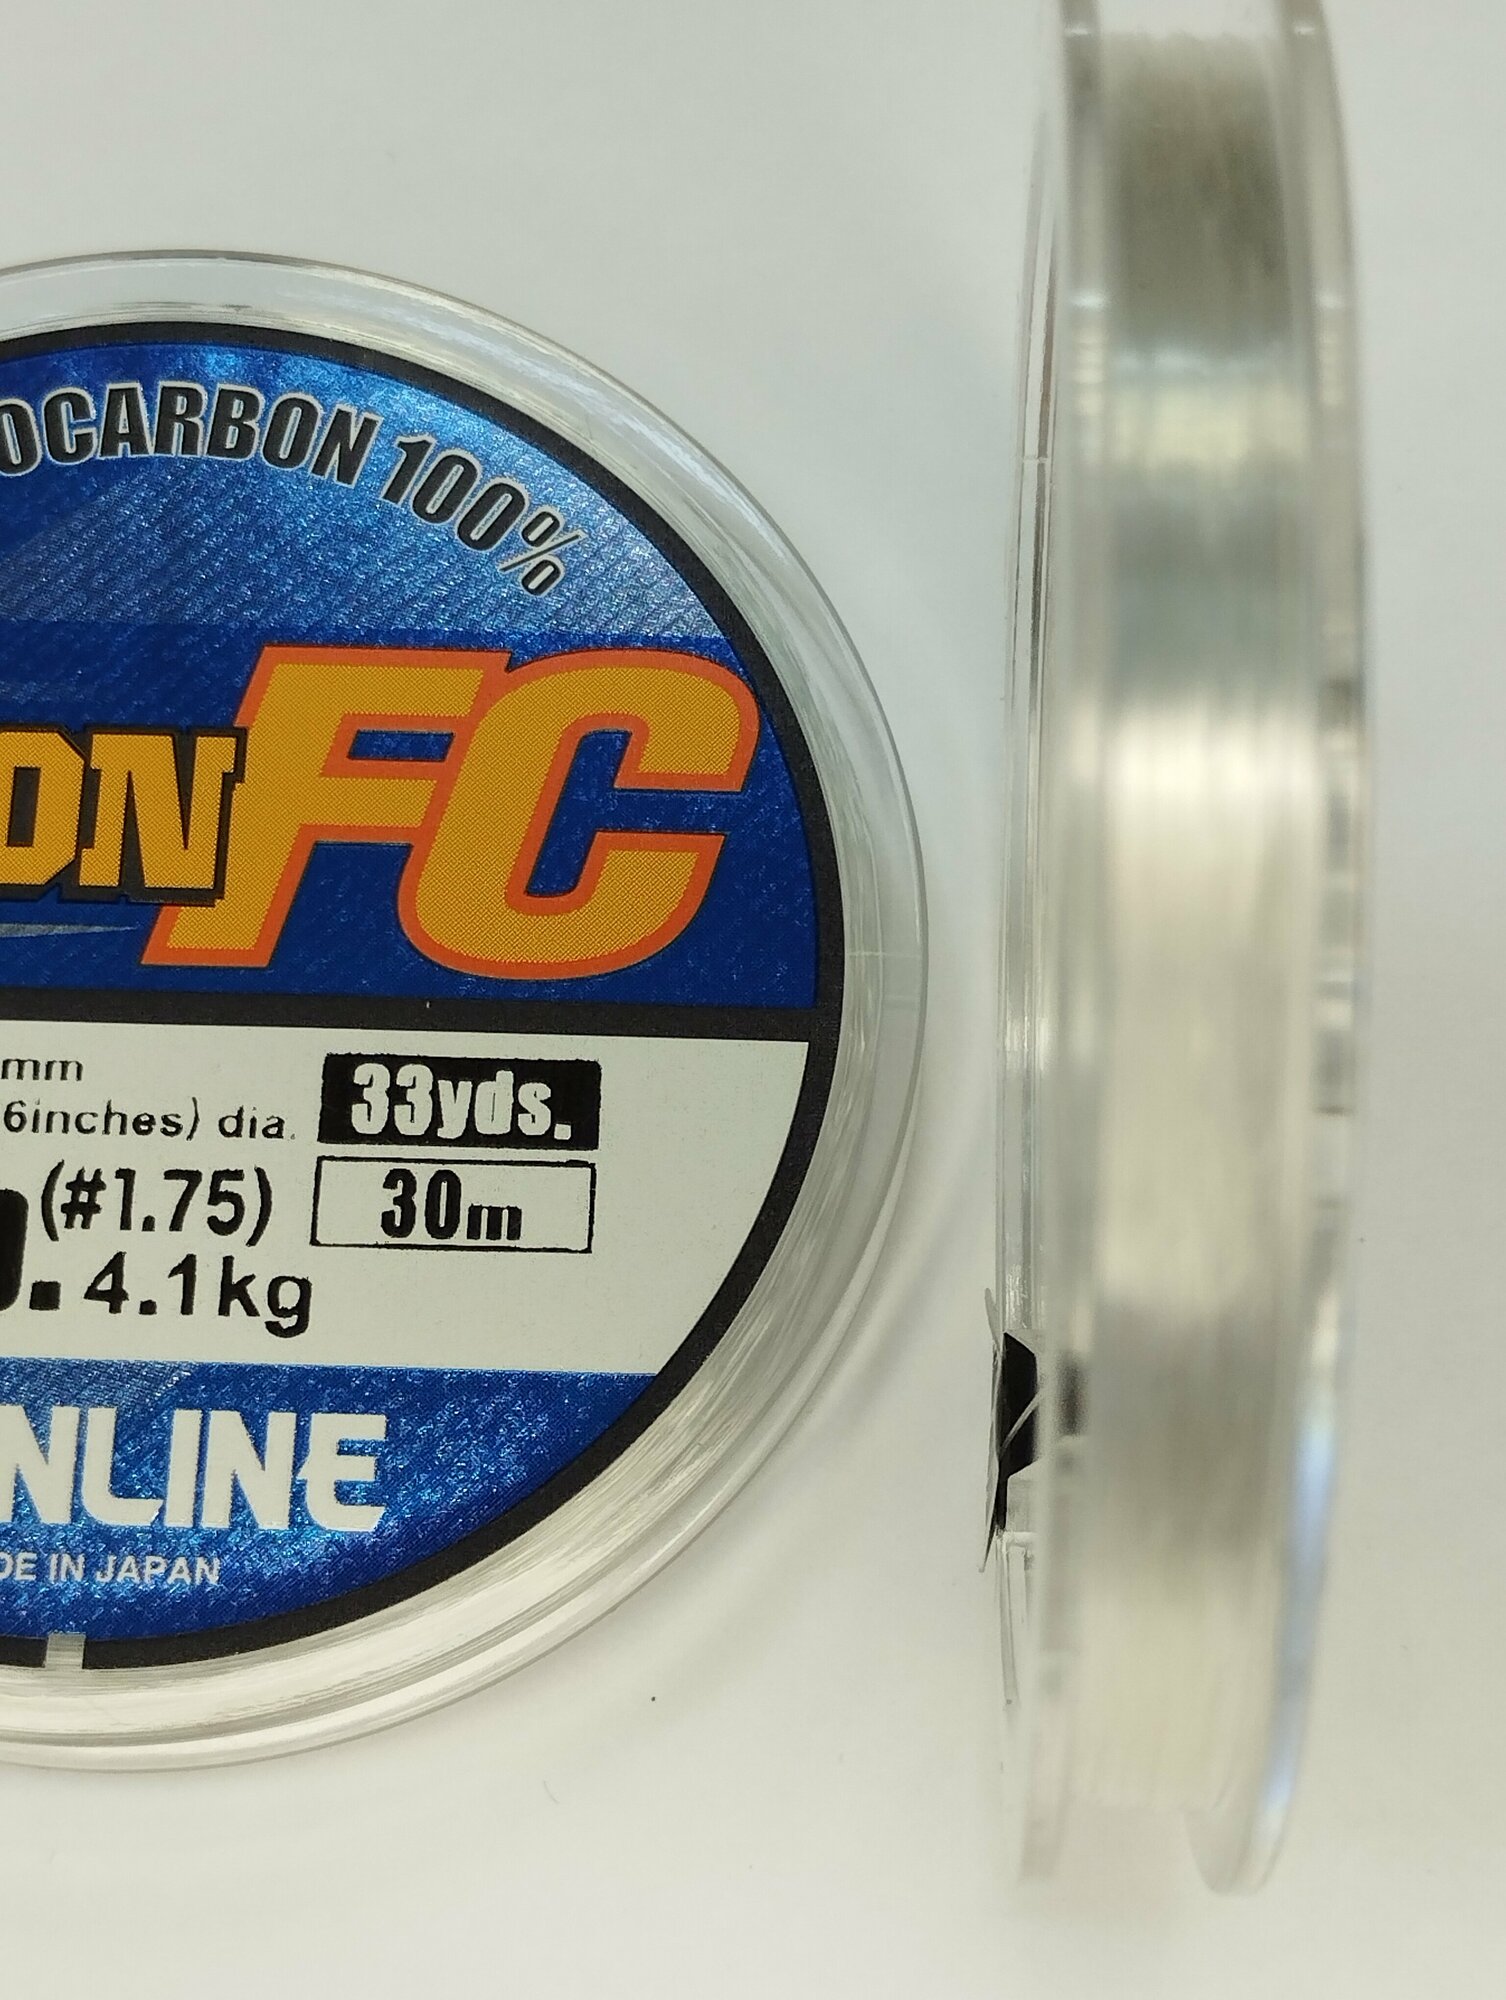 OCARBON 100%
ON FC
mm
6inches) dia.
33yds.
(#1.75)
30m
. 4.1kg
NLINE
DE IN JAPAN